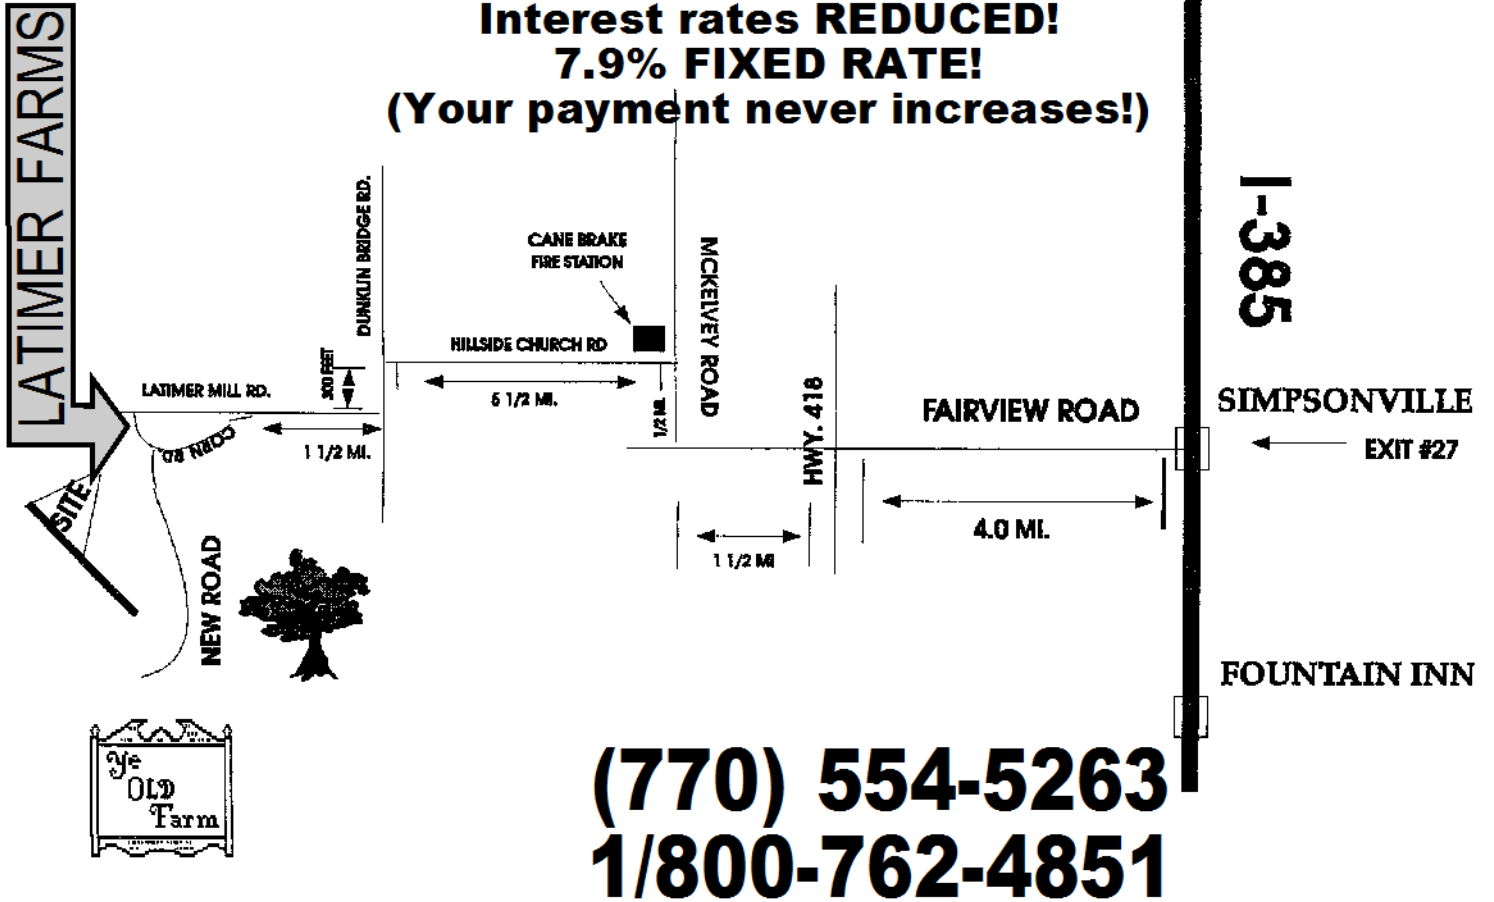 Interest rates REDUCED!
7.9% FIXED RATE!
(Your payment never increases!)
LATIMER FARMS
DUNKLIN BRIDGE RD.
CANE BRAKE
FIRE STATION
MCKELVEY ROAD
I-385
HILLSIDE CHURCH RD
300 FEET
LATIMER MILL RD.
5 1/2 MI.
1/2 MI.
HWY. 418
FAIRVIEW ROAD
SIMPSONVILLE
EXIT #27
CORN RD
1 1/2 MI.
SITE
4.0 MI.
1 1/2 MI
NEW ROAD
FOUNTAIN INN
Ye
OLD
Farm
(770) 554-5263
1/800-762-4851